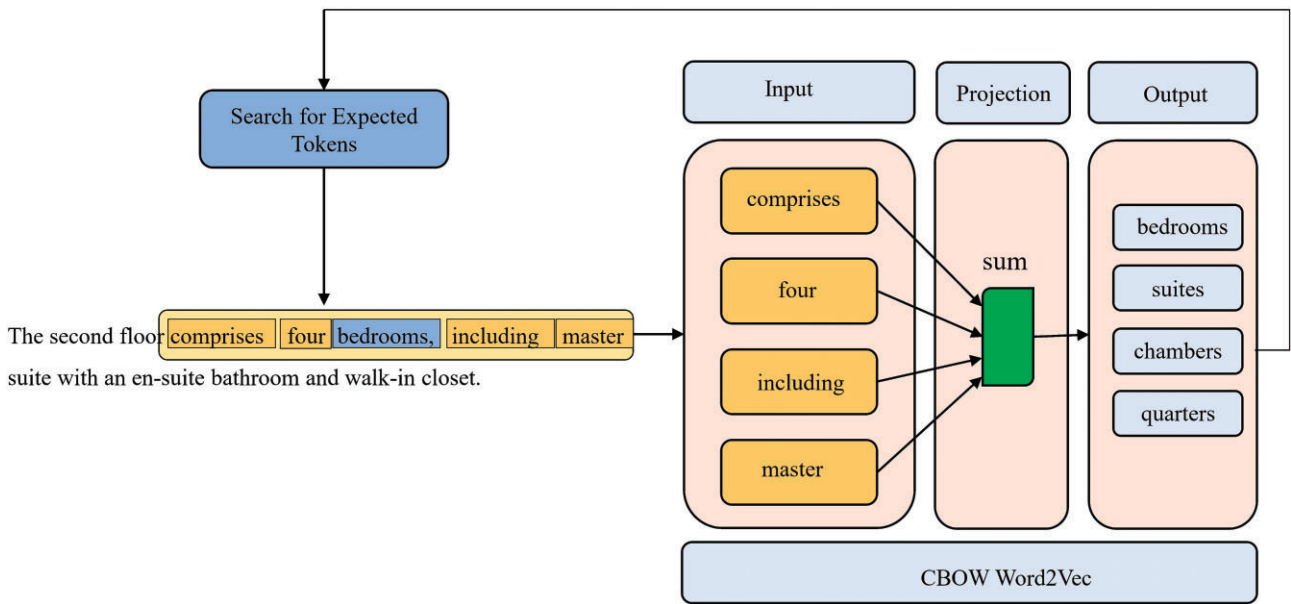 Search for Expected
Tokens
The second floor comprises four bedrooms, including master
suite with an en-suite bathroom and walk-in closet.
Input
Projection
Output
comprises
four
including
master
sum
bedrooms
suites
chambers
quarters
CBOW Word2Vec